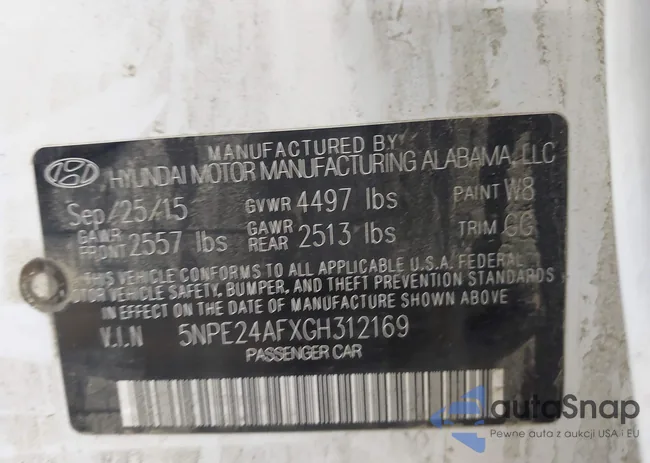 MANUFACTURED BY
HYUNDAI MOTOR MANUFACTURING ALABAMA, LLC
Sep/25/15 GVWR 4497 lbs PAINT W8
GAWR FRONT 2557 lbs GAWR REAR 2513 lbs TRIM GG
THIS VEHICLE CONFORMS TO ALL APPLICABLE U.S.A. FEDERAL
MOTOR VEHICLE SAFETY, BUMPER, AND THEFT PREVENTION STANDARDS
IN EFFECT ON THE DATE OF MANUFACTURE SHOWN ABOVE
V.I.N 5NPE24AFXGH312169
PASSENGER CAR
autoSnap
Pewne auta z aukcji USA i EU